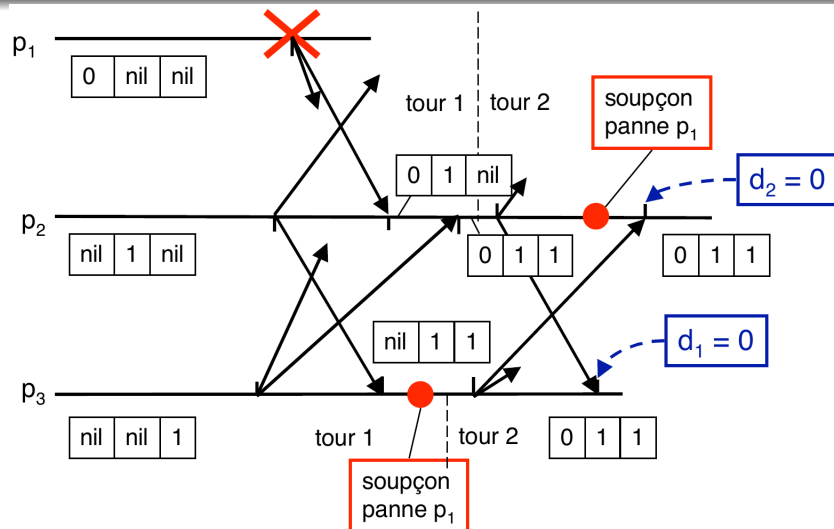 p1
0 nil nil
tour 1 tour 2
soupçon
panne p1
0 1 nil
d2 = 0
p2
nil 1 nil
0 1 1
0 1 1
nil 1 1
d1 = 0
p3
nil nil 1
tour 1 tour 2
0 1 1
soupçon
panne p1